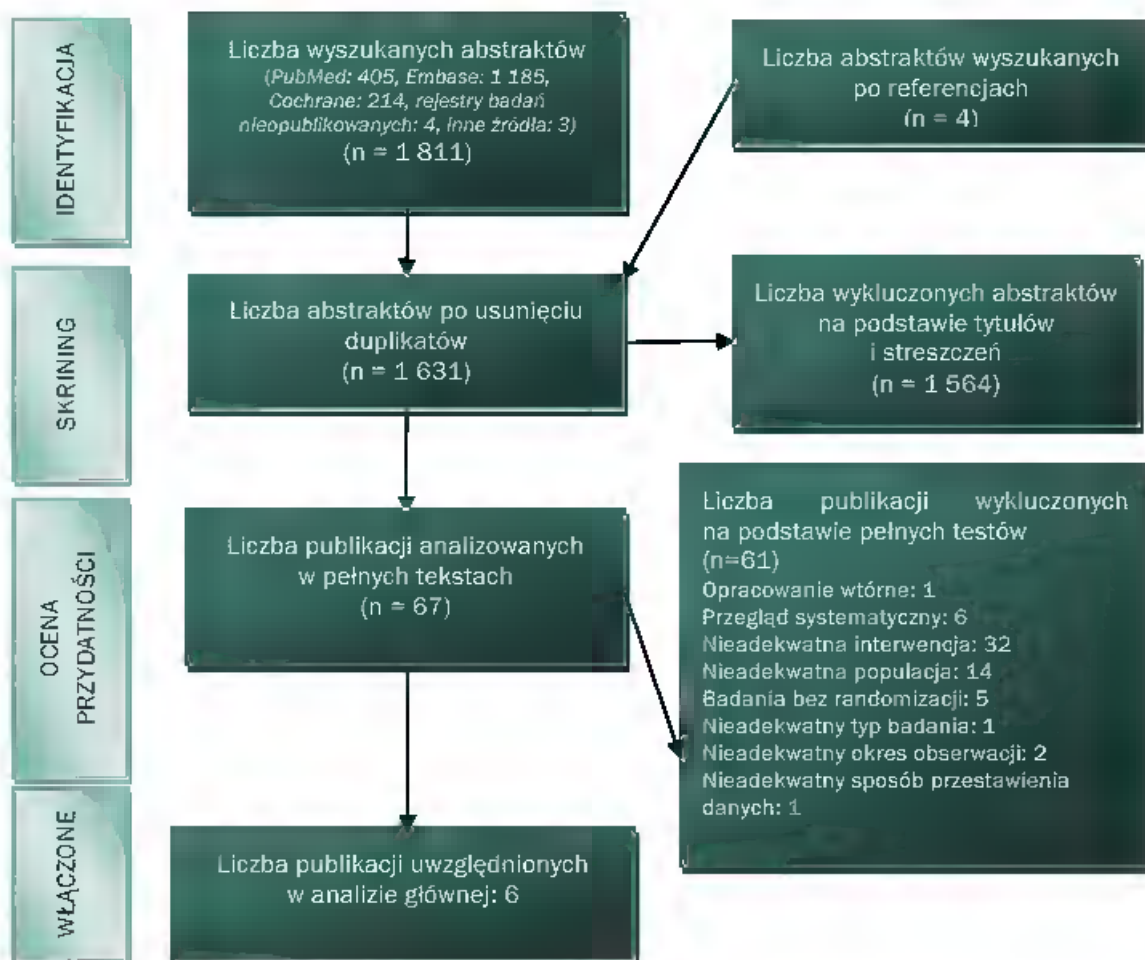 IDENTYFIKACJA
Liczba wyszukanych abstraktów
(PubMed: 405, Embase: 1 185,
Cochrane: 214, rejestry badań
nieopublikowanych: 4, inne źródła: 3)
(n = 1 811)
Liczba abstraktów wyszukanych
po referencjach
(n = 4)
SKRINING
Liczba abstraktów po usunięciu
duplikatów
(n = 1 631)
Liczba wykluczonych abstraktów
na podstawie tytułów
i streszczeń
(n = 1 564)
OCENA
PRZYDATNOŚCI
Liczba publikacji analizowanych
w pełnych tekstach
(n = 67)
Liczba publikacji wykluczonych
na podstawie pełnych testów
(n=61)
Opracowanie wtórne: 1
Przegląd systematyczny: 6
Nieadekwatna interwencja: 32
Nieadekwatna populacja: 14
Badania bez randomizacji: 5
Nieadekwatny typ badania: 1
Nieadekwatny okres obserwacji: 2
Nieadekwatny sposób przestawienia
danych: 1
WŁĄCZONE
Liczba publikacji uwzględnionych
w analizie głównej: 6